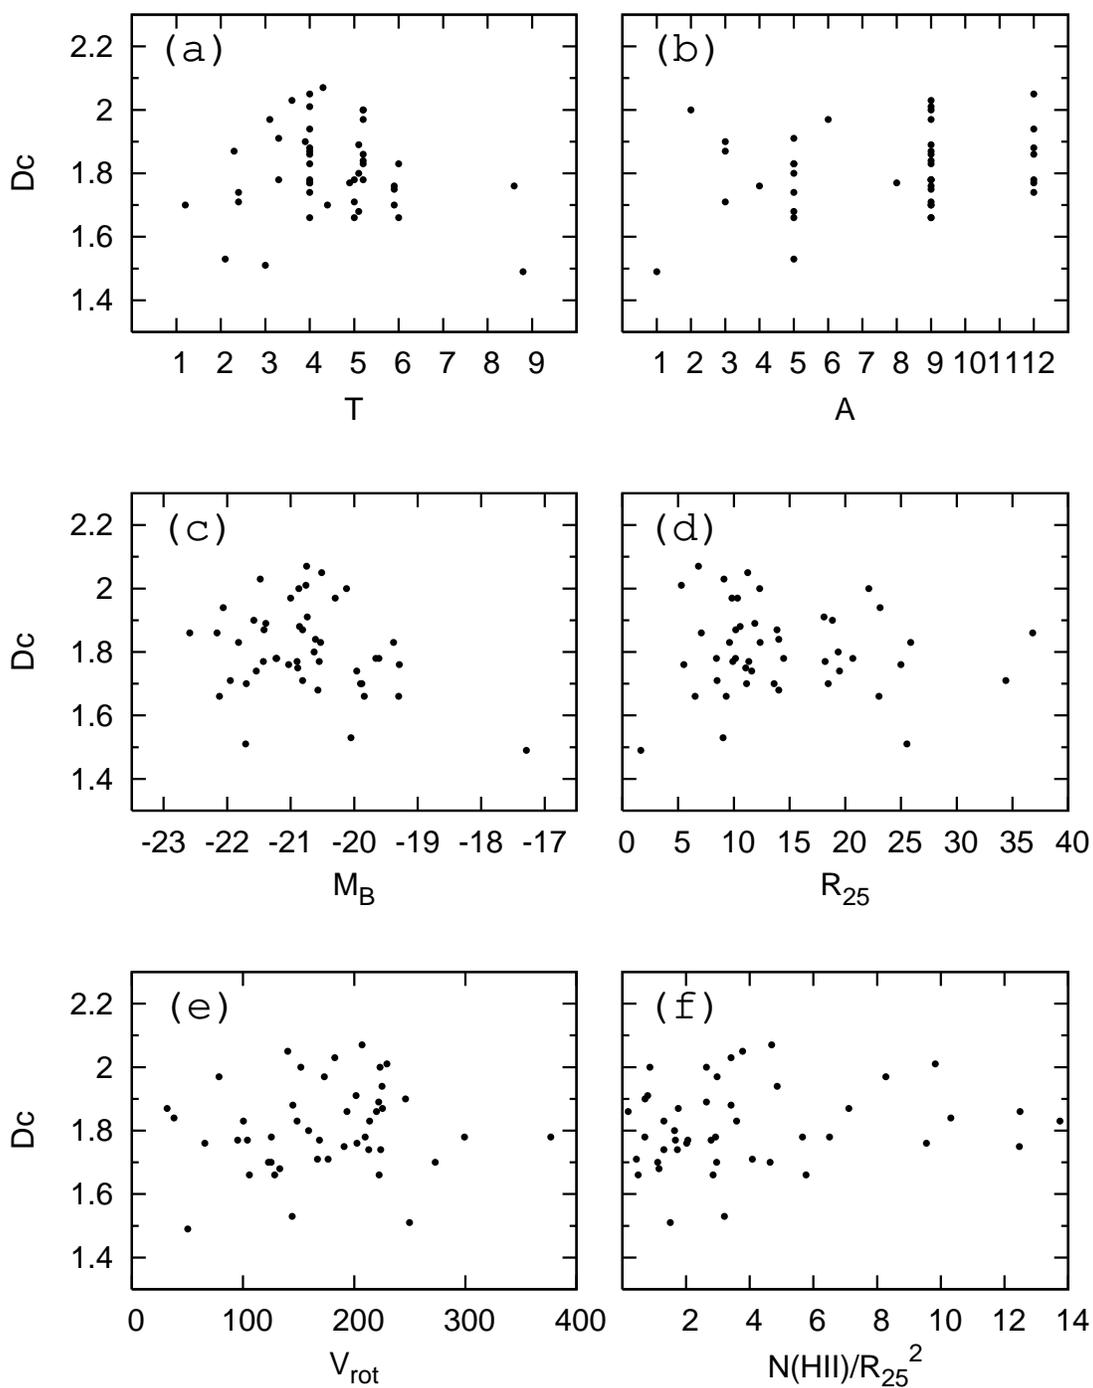 (a)
(b)
Dc
2.2
2
1.8
1.6
1.4
1 2 3 4 5 6 7 8 9
1 2 3 4 5 6 7 8 9 10 11 12
T
A
(c)
(d)
Dc
2.2
2
1.8
1.6
1.4
-23 -22 -21 -20 -19 -18 -17
0 5 10 15 20 25 30 35 40
M_B
R_25
(e)
(f)
Dc
2.2
2
1.8
1.6
1.4
0 100 200 300 400
2 4 6 8 10 12 14
V_rot
N(HII)/R_25^2